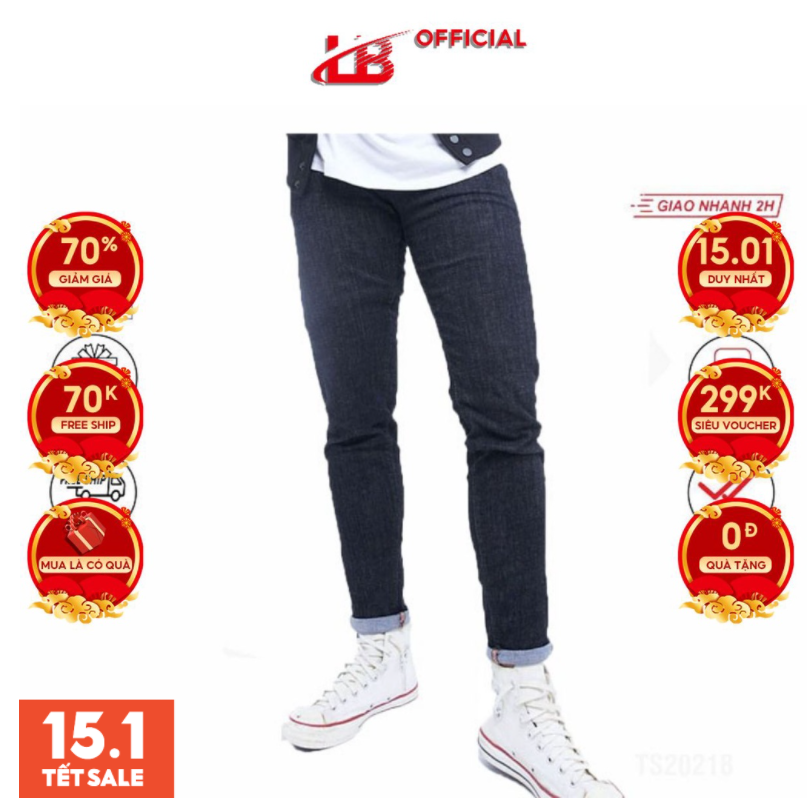 LB OFFICIAL
GIAO NHANH 2H
70%
GIẢM GIÁ
15.01
DUY NHẤT
70K
FREE SHIP
299K
SIÊU VOUCHER
MUA LÀ CÓ QUÀ
0Đ
QUÀ TẶNG
15.1
TẾT SALE
TS2021B